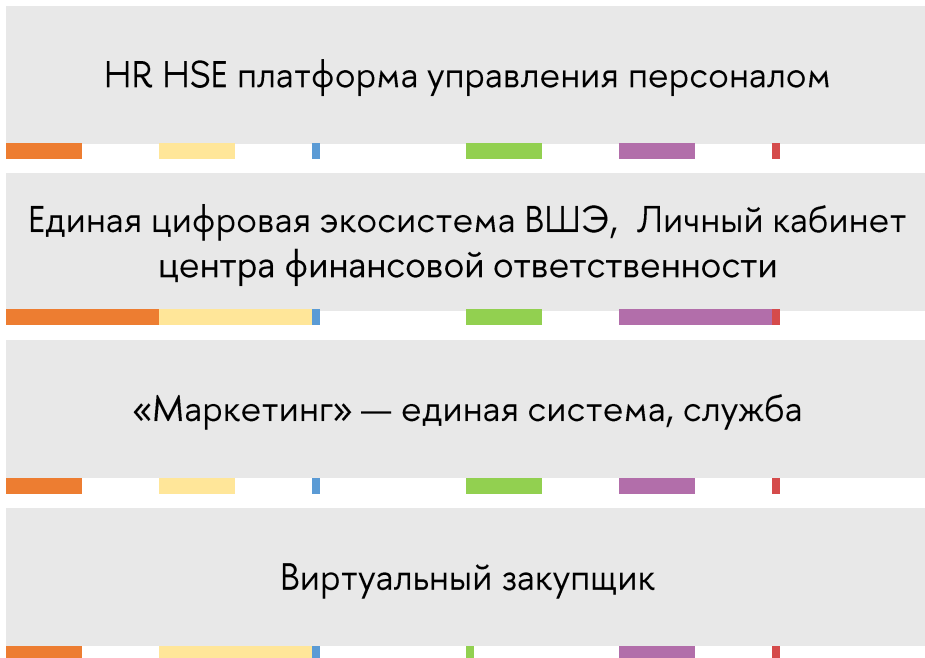 HR HSE платформа управления персоналом
Единая цифровая экосистема ВШЭ, Личный кабинет
центра финансовой ответственности
«Маркетинг» — единая система, служба
Виртуальный закупщик